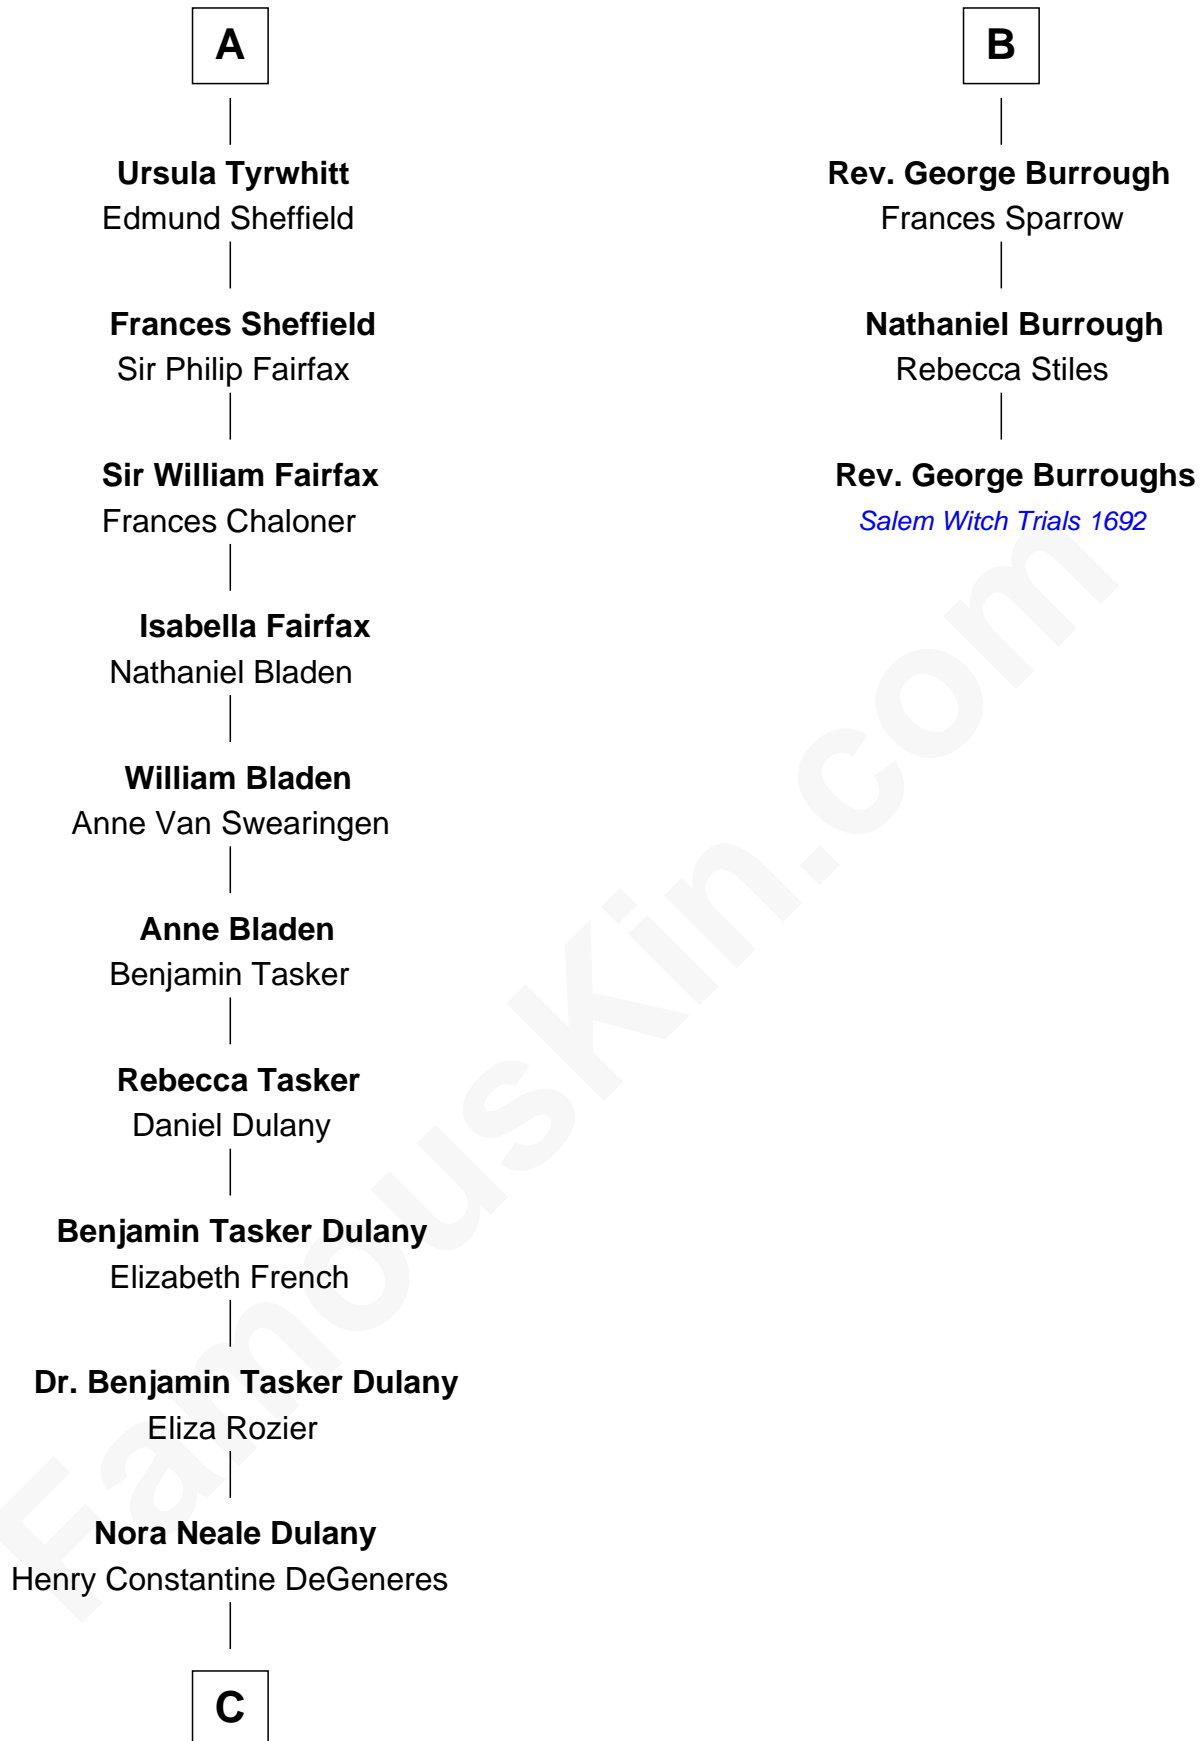 A
Ursula Tyrwhitt
Edmund Sheffield
Frances Sheffield
Sir Philip Fairfax
Sir William Fairfax
Frances Chaloner
Isabella Fairfax
Nathaniel Bladen
William Bladen
Anne Van Swearingen
Anne Bladen
Benjamin Tasker
Rebecca Tasker
Daniel Dulany
Benjamin Tasker Dulany
Elizabeth French
Dr. Benjamin Tasker Dulany
Eliza Rozier
Nora Neale Dulany
Henry Constantine DeGeneres
C
B
Rev. George Burrough
Frances Sparrow
Nathaniel Burrough
Rebecca Stiles
Rev. George Burroughs
Salem Witch Trials 1692
FamousKin.com